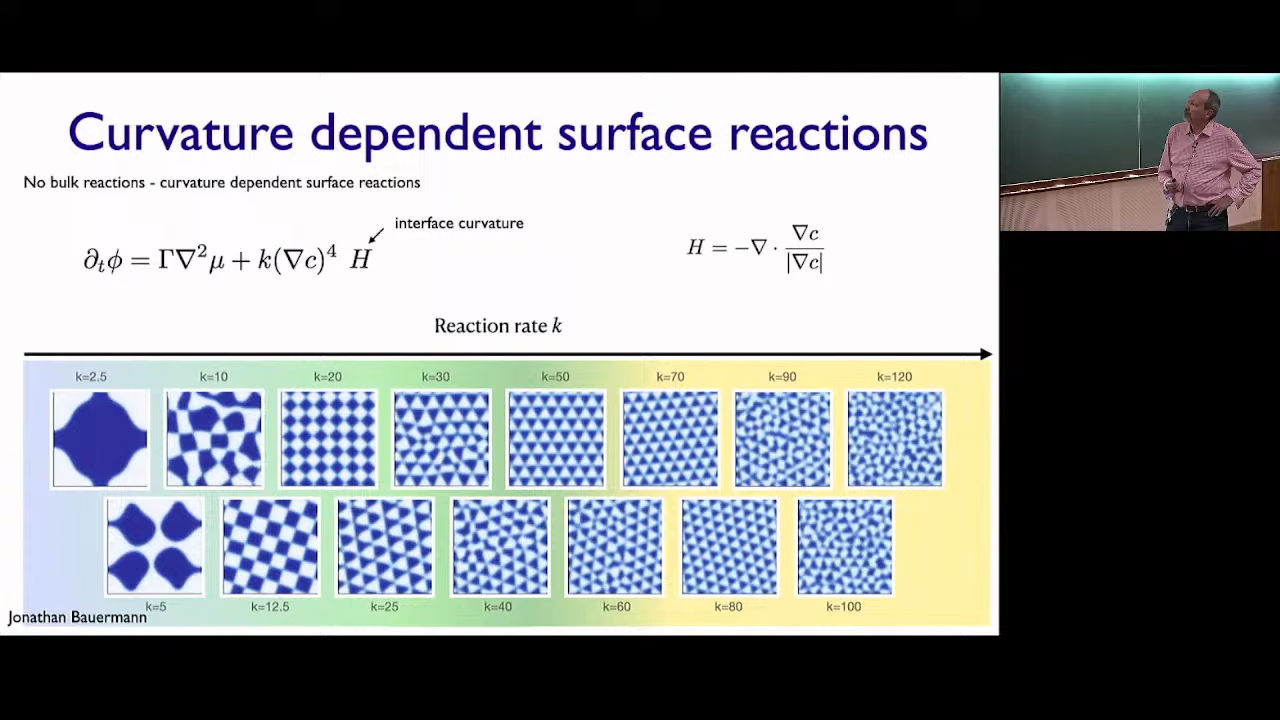 Curvature dependent surface reactions
No bulk reactions - curvature dependent surface reactions
interface curvature
∂ₜϕ = Γ∇²μ + k(∇c)⁴ H
H = −∇ · ∇c / |∇c|
Reaction rate k
k=2.5 k=10 k=20 k=30 k=50 k=70 k=90 k=120
k=5 k=12.5 k=25 k=40 k=60 k=80 k=100
Jonathan Bauermann